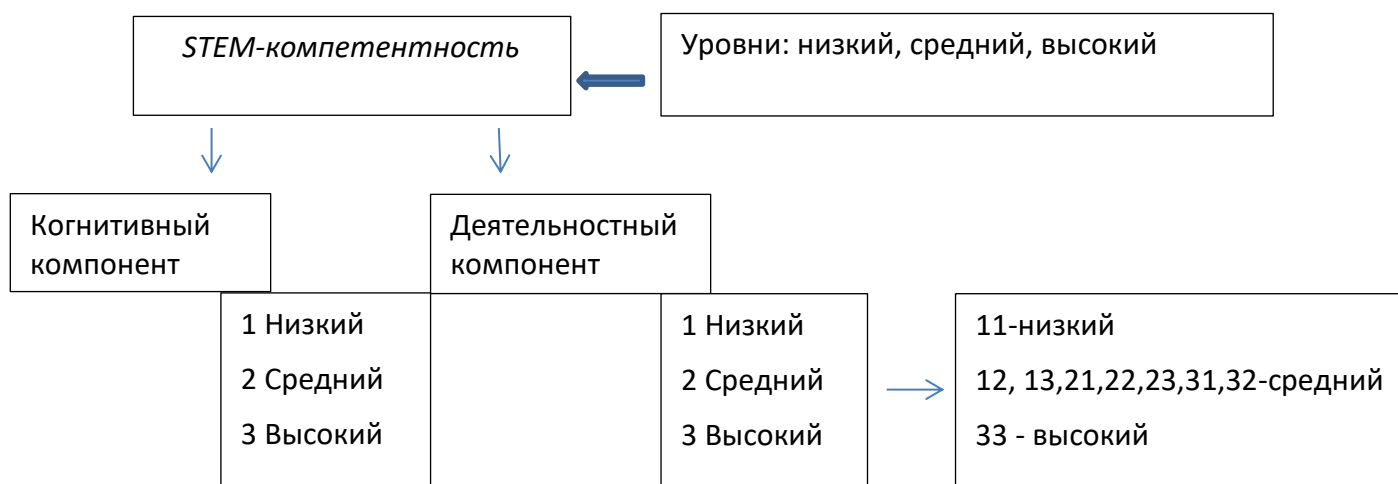 STEM-компетентность
Уровни: низкий, средний, высокий
Когнитивный
компонент
Деятельностный
компонент
1 Низкий
2 Средний
3 Высокий
1 Низкий
2 Средний
3 Высокий
11-низкий
12, 13,21,22,23,31,32-средний
33 - высокий